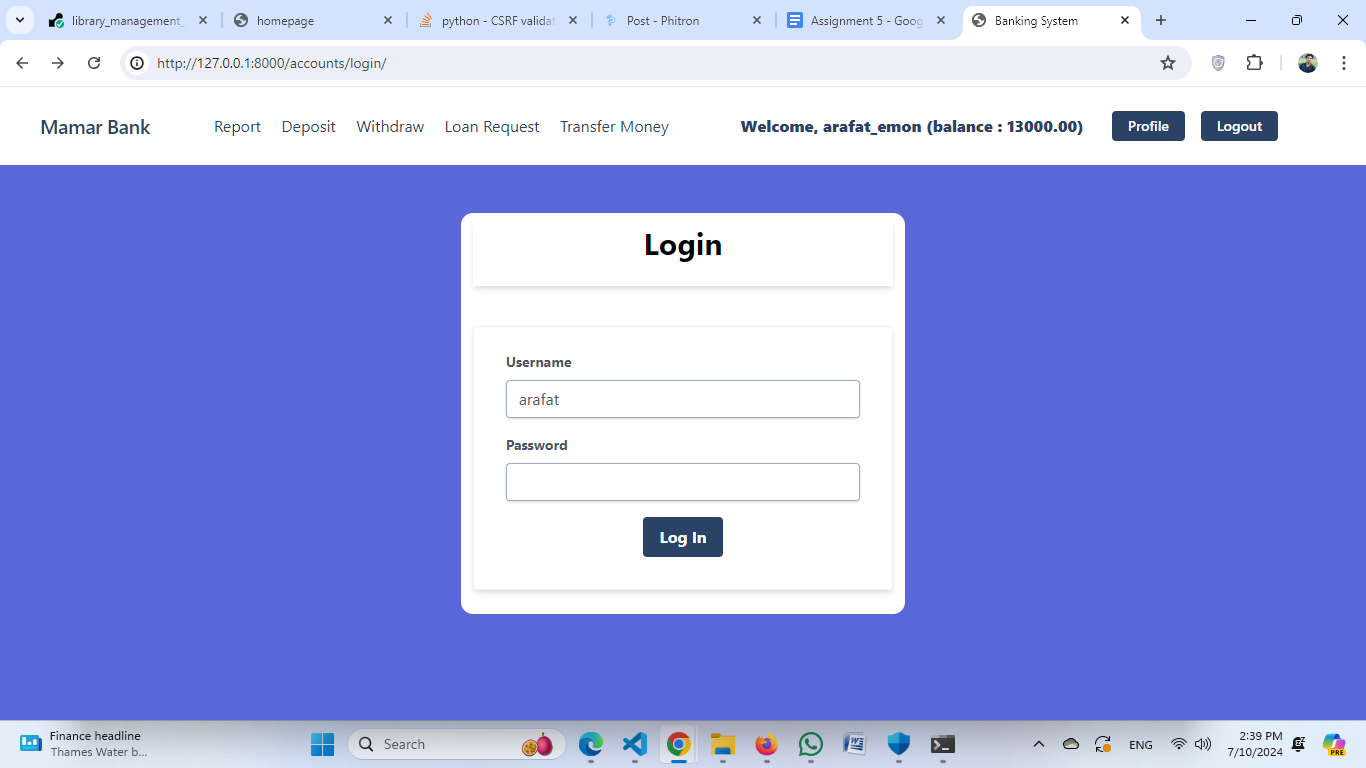 library_management_
homepage
python - CSRF validat
Post - Phitron
Assignment 5 - Goog
Banking System
http://127.0.0.1:8000/accounts/login/
Mamar Bank Report Deposit Withdraw Loan Request Transfer Money Welcome, arafat_emon (balance : 13000.00) Profile Logout
Login
Username
arafat
Password
Log In
Finance headline
Thames Water b...
Search
ENG
2:39 PM
7/10/2024
PRE